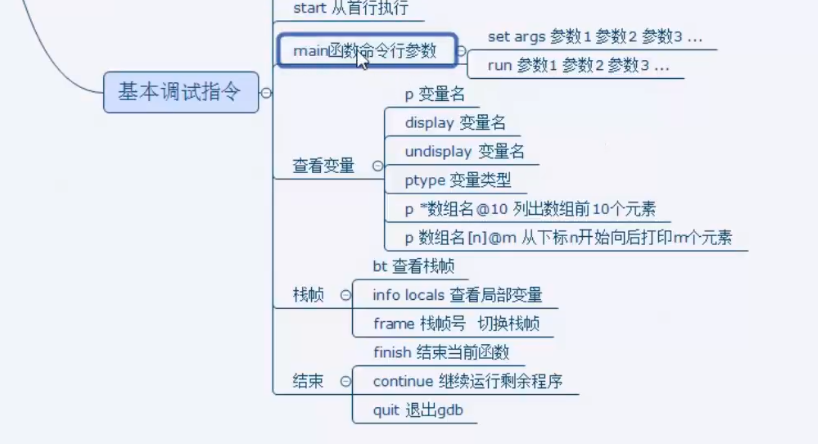 start 从首行执行
main函数命令行参数
set args 参数1 参数2 参数3 ...
run 参数1 参数2 参数3 ...
基本调试指令
查看变量
p 变量名
display 变量名
undisplay 变量名
ptype 变量类型
p *数组名@10 列出数组前10个元素
p 数组名[n]@m 从下标n开始向后打印m个元素
栈帧
bt 查看栈帧
info locals 查看局部变量
frame 栈帧号 切换栈帧
结束
finish 结束当前函数
continue 继续运行剩余程序
quit 退出gdb